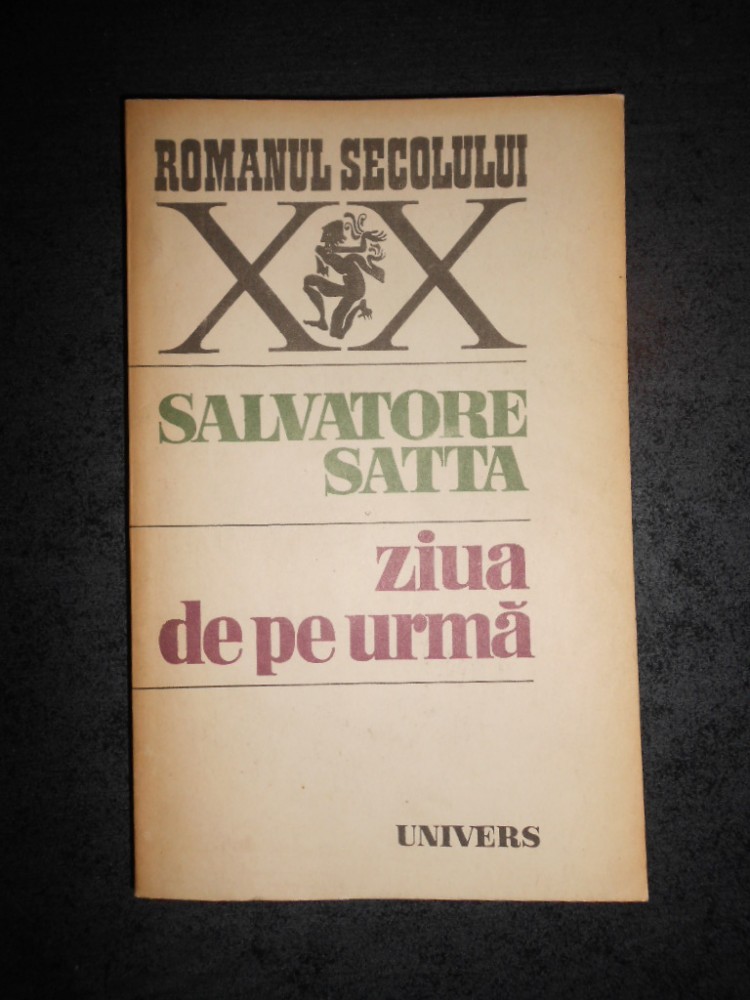 ROMANUL SECOLULUI
XX
SALVATORE
SATTA
ziua
de pe urmă
UNIVERS